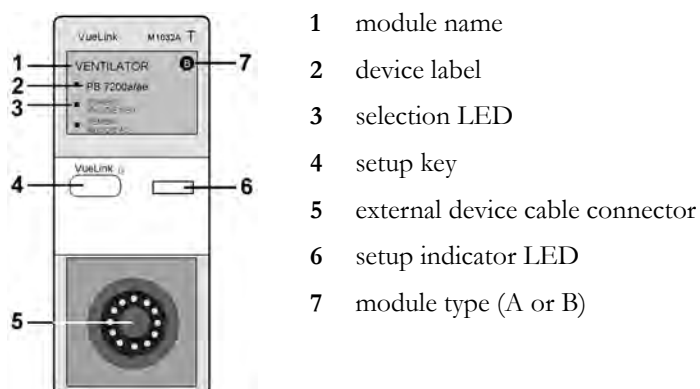 VueLink M1032A T
1 VENTILATOR B 7
2 PB 7200a/ae
3
VueLink
4 6
5
1 module name
2 device label
3 selection LED
4 setup key
5 external device cable connector
6 setup indicator LED
7 module type (A or B)